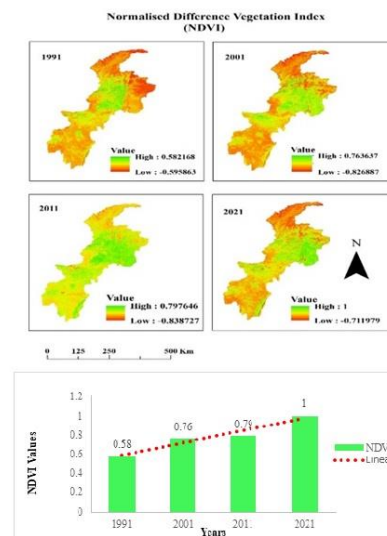 Normalised Difference Vegetation Index
(NDVI)
1991
Value
High : 0.582168
Low : -0.595863
2001
Value
High : 0.763637
Low : -0.826887
2011
Value
High : 0.797646
Low : -0.838727
2021
Value
High : 1
Low : -0.711979
N
0 125 250 500 Km
NDVI Values
1.2
1
0.8
0.6
0.4
0.2
0
0.58
0.76
0.79
1
1991
2001
2011
2021
Years
NDV
Linea